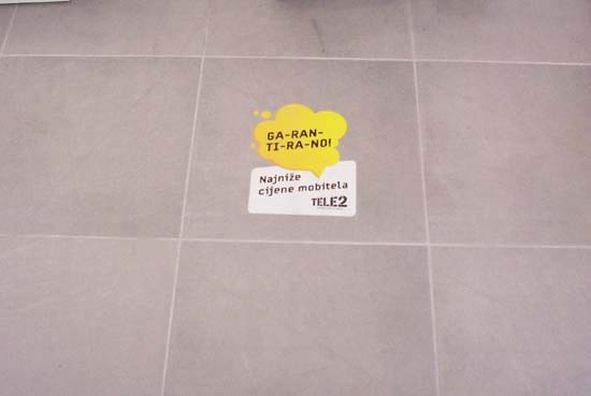 GA-RAN-
TI-RA-NO!
Najniže
cijene mobitela
TELE2